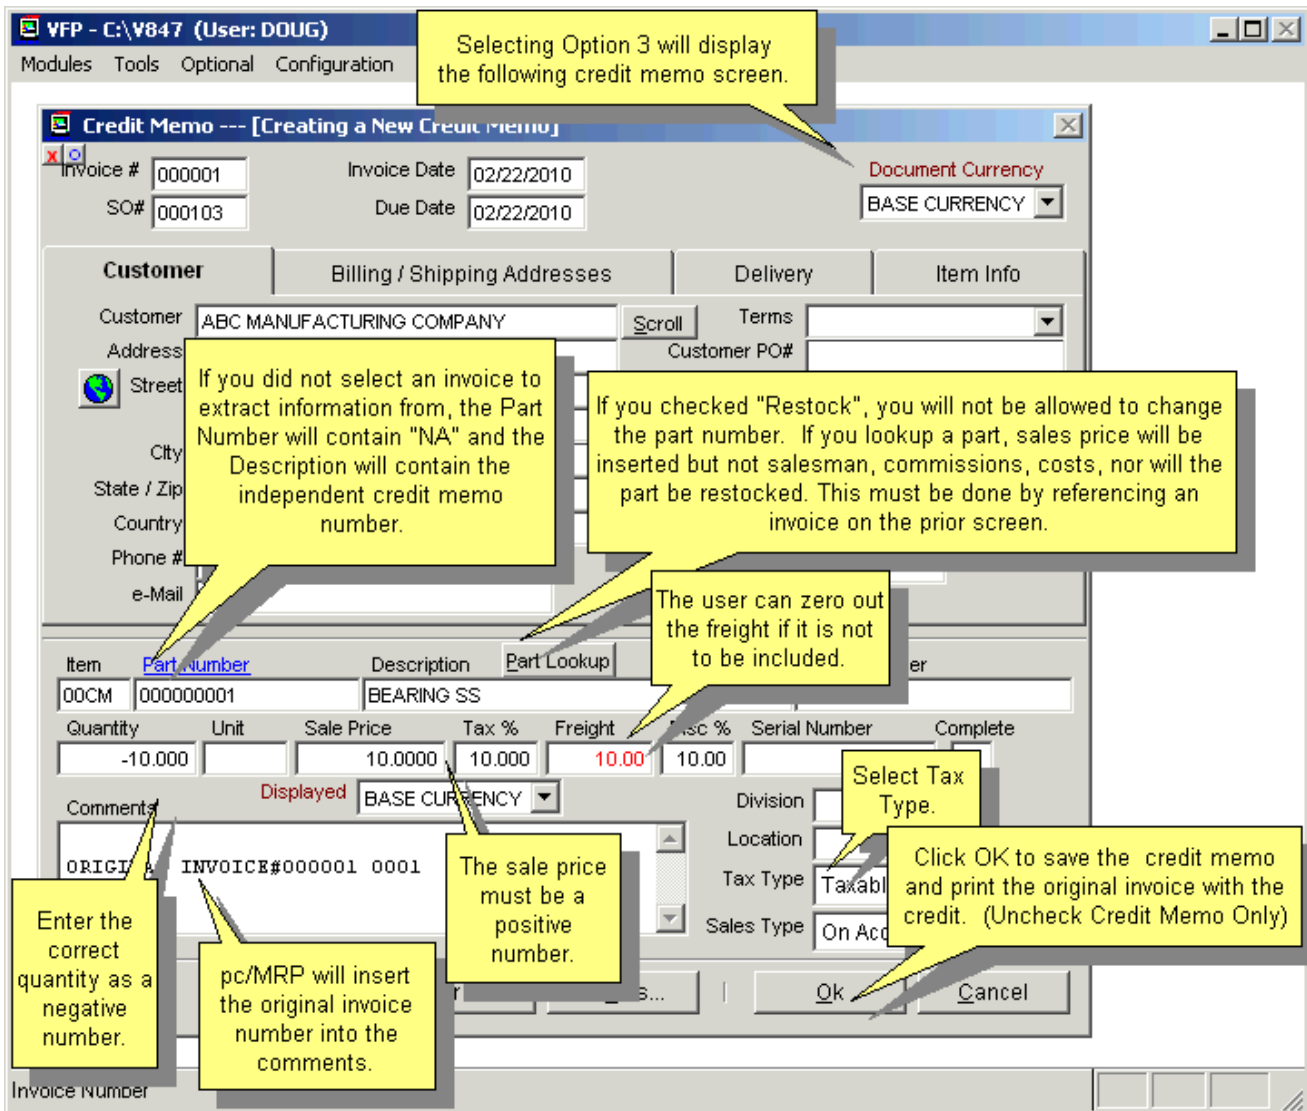 VFP - C:\V847 (User: DOUG)
Modules Tools Optional Configuration
Selecting Option 3 will display
the following credit memo screen.
Credit Memo --- [Creating a New Credit Memo]
Invoice # 000001 Invoice Date 02/22/2010 Document Currency
SO# 000103 Due Date 02/22/2010 BASE CURRENCY
Customer Billing / Shipping Addresses Delivery Item Info
Customer ABC MANUFACTURING COMPANY Scroll Terms
Address Customer PO#
Street
City
State / Zip
Country
Phone #
e-Mail
If you did not select an invoice to
extract information from, the Part
Number will contain "NA" and the
Description will contain the
independent credit memo
number.
If you checked "Restock", you will not be allowed to change
the part number. If you lookup a part, sales price will be
inserted but not salesman, commissions, costs, nor will the
part be restocked. This must be done by referencing an
invoice on the prior screen.
The user can zero out
the freight if it is not
to be included.
Item Part Number Description Part Lookup er
00CM 000000001 BEARING SS
Quantity Unit Sale Price Tax % Freight isc % Serial Number Complete
-10.000 10.0000 10.000 10.00 10.00
Displayed BASE CURRENCY
Comments
INVOICE#000001 0001
Division
Location
Tax Type Taxabl
Sales Type On Acc
Select Tax
Type.
The sale price
must be a
positive
number.
Click OK to save the credit memo
and print the original invoice with the
credit. (Uncheck Credit Memo Only)
Enter the
correct
quantity as a
negative
number.
pc/MRP will insert
the original invoice
number into the
comments.
Ok Cancel
Invoice Number